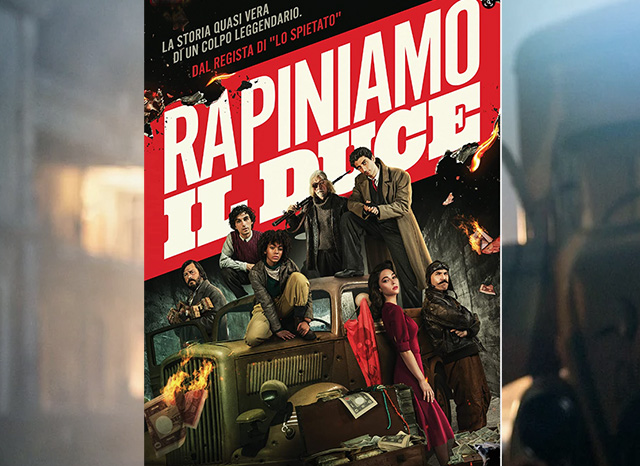 LA STORIA QUASI VERA
DI UN COLPO LEGGENDARIO.
DAL REGISTA DI "LO SPIETATO"
RAPINIAMO
IL DUCE